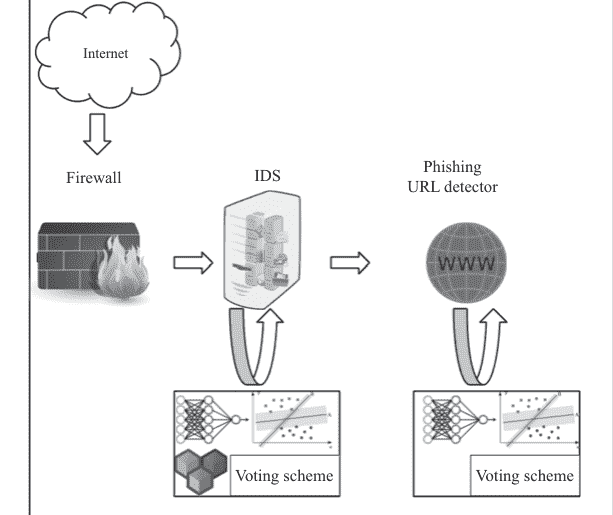 Internet
Firewall
IDS
Phishing
URL detector
WWW
Voting scheme
Voting scheme